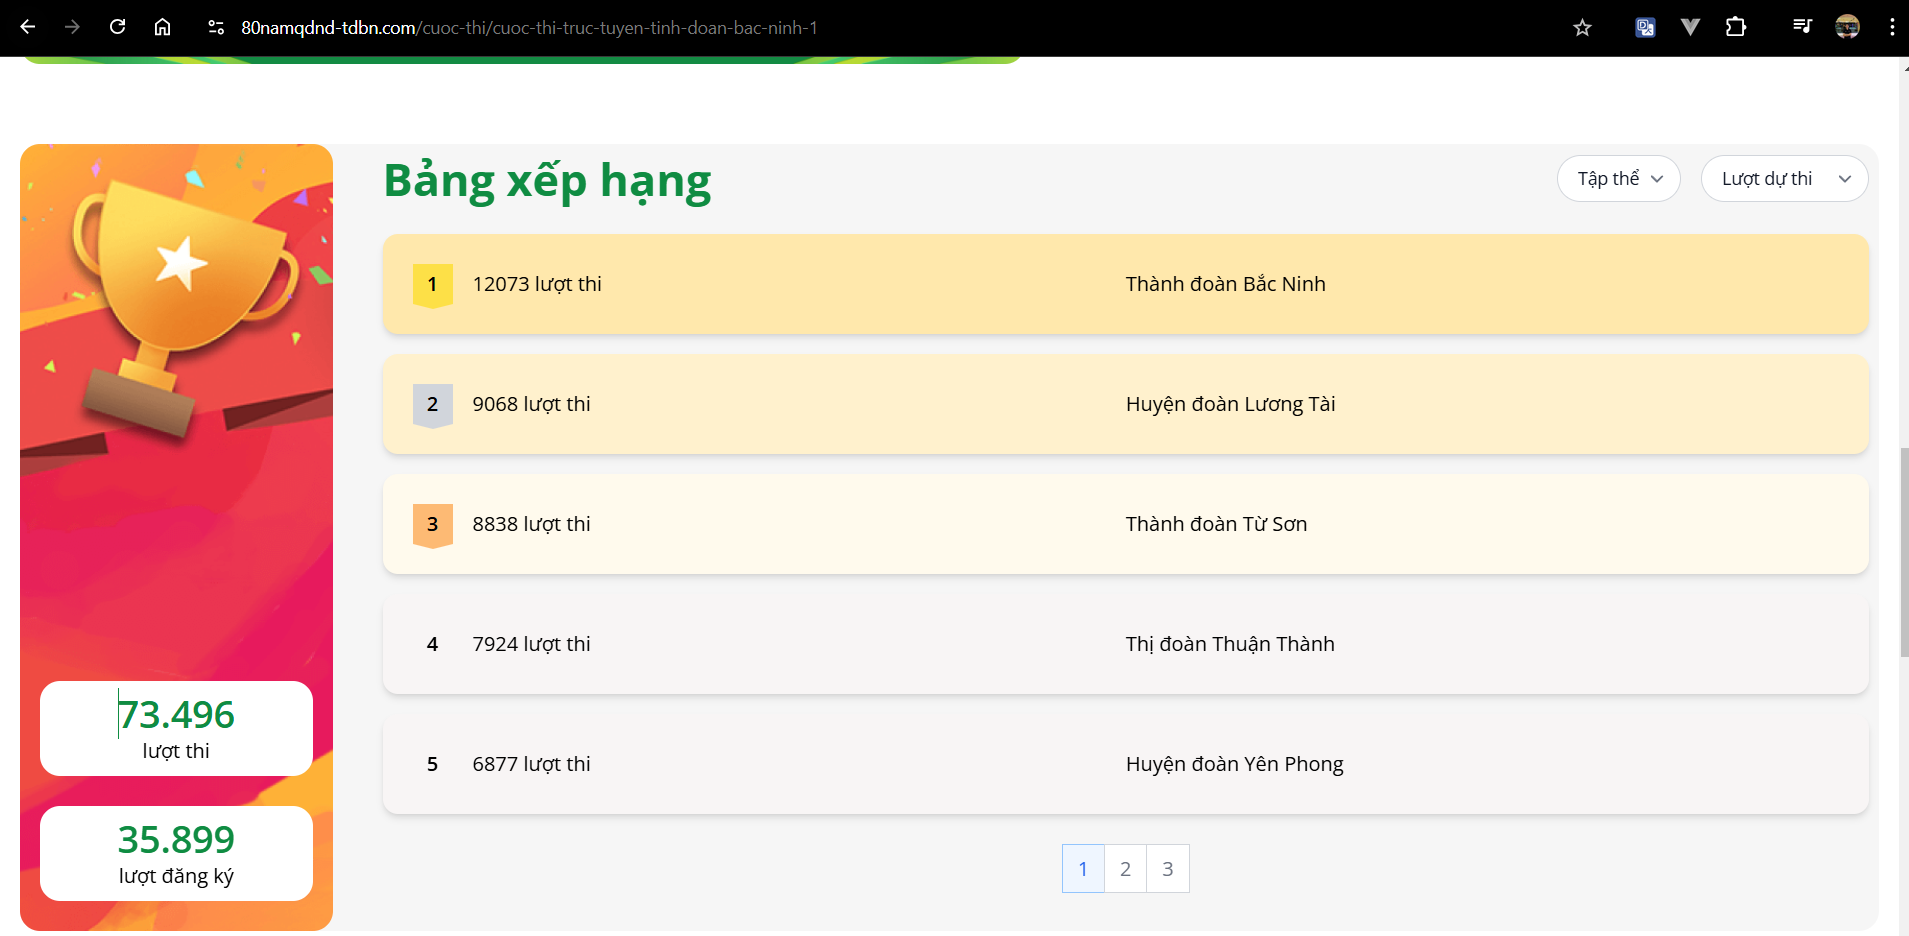 80namqdnd-tdbn.com/cuoc-thi/cuoc-thi-truc-tuyen-tinh-doan-bac-ninh-1
Bảng xếp hạng
Tập thể
Lượt dự thi
1 12073 lượt thi Thành đoàn Bắc Ninh
2 9068 lượt thi Huyện đoàn Lương Tài
3 8838 lượt thi Thành đoàn Từ Sơn
4 7924 lượt thi Thị đoàn Thuận Thành
5 6877 lượt thi Huyện đoàn Yên Phong
73.496
lượt thi
35.899
lượt đăng ký
1 2 3